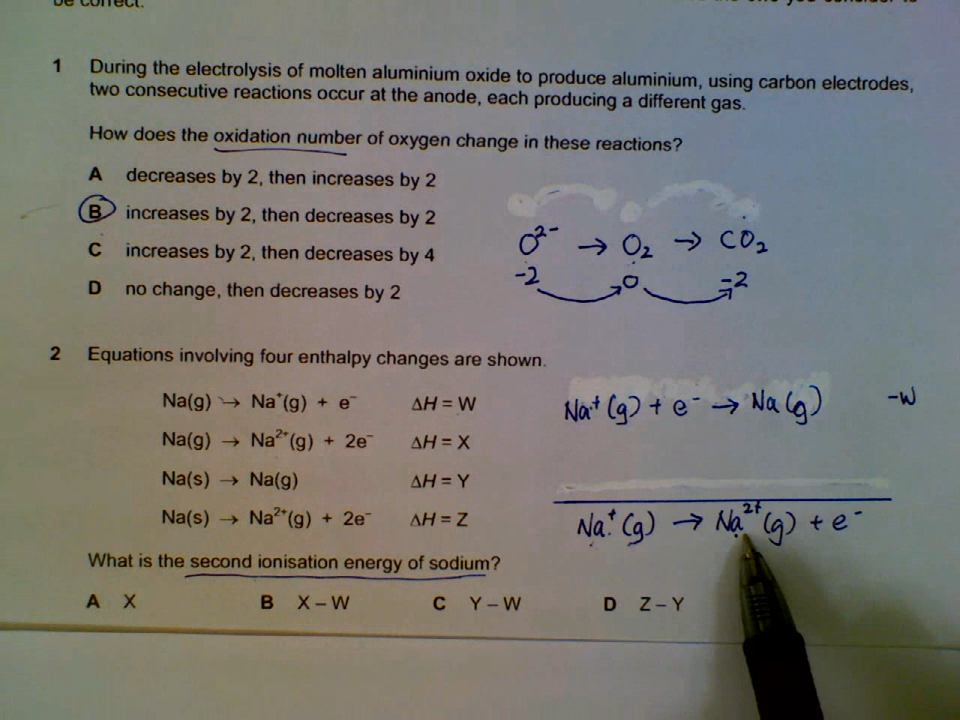 be correct.
1 During the electrolysis of molten aluminium oxide to produce aluminium, using carbon electrodes,
two consecutive reactions occur at the anode, each producing a different gas.
How does the oxidation number of oxygen change in these reactions?
A decreases by 2, then increases by 2
B increases by 2, then decreases by 2
C increases by 2, then decreases by 4
D no change, then decreases by 2
O²⁻ → O₂ → CO₂
-2 0 -2
2 Equations involving four enthalpy changes are shown.
Na(g) → Na⁺(g) + e⁻ ΔH = W
Na(g) → Na²⁺(g) + 2e⁻ ΔH = X
Na(s) → Na(g) ΔH = Y
Na(s) → Na²⁺(g) + 2e⁻ ΔH = Z
Na⁺(g) + e⁻ → Na(g) -W
Na⁺(g) → Na²⁺(g) + e⁻
What is the second ionisation energy of sodium?
A X B X – W C Y – W D Z – Y